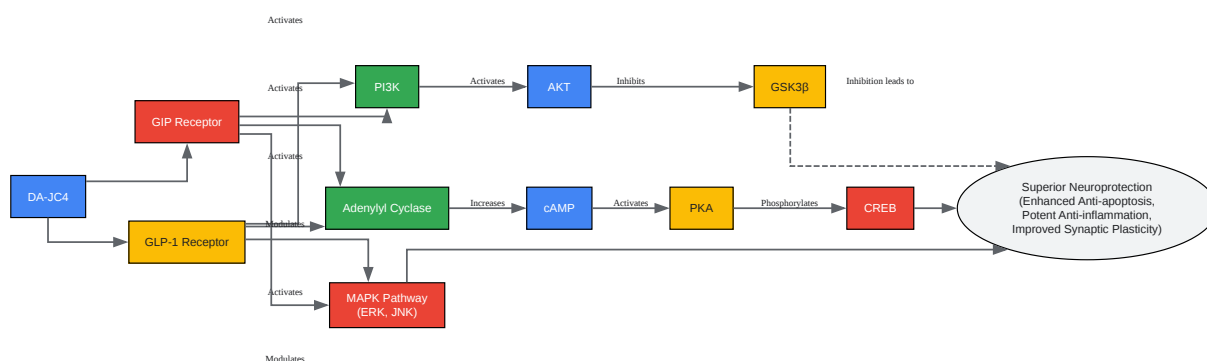 Activates
PI3K
Activates
AKT
Inhibits
GSK3β
Inhibition leads to
Activates
GIP Receptor
Activates
DA-JC4
Adenylyl Cyclase
Increases
cAMP
Activates
PKA
Phosphorylates
CREB
Superior Neuroprotection
(Enhanced Anti-apoptosis,
Potent Anti-inflammation,
Improved Synaptic Plasticity)
Modulates
GLP-1 Receptor
Activates
MAPK Pathway
(ERK, JNK)
Modulates